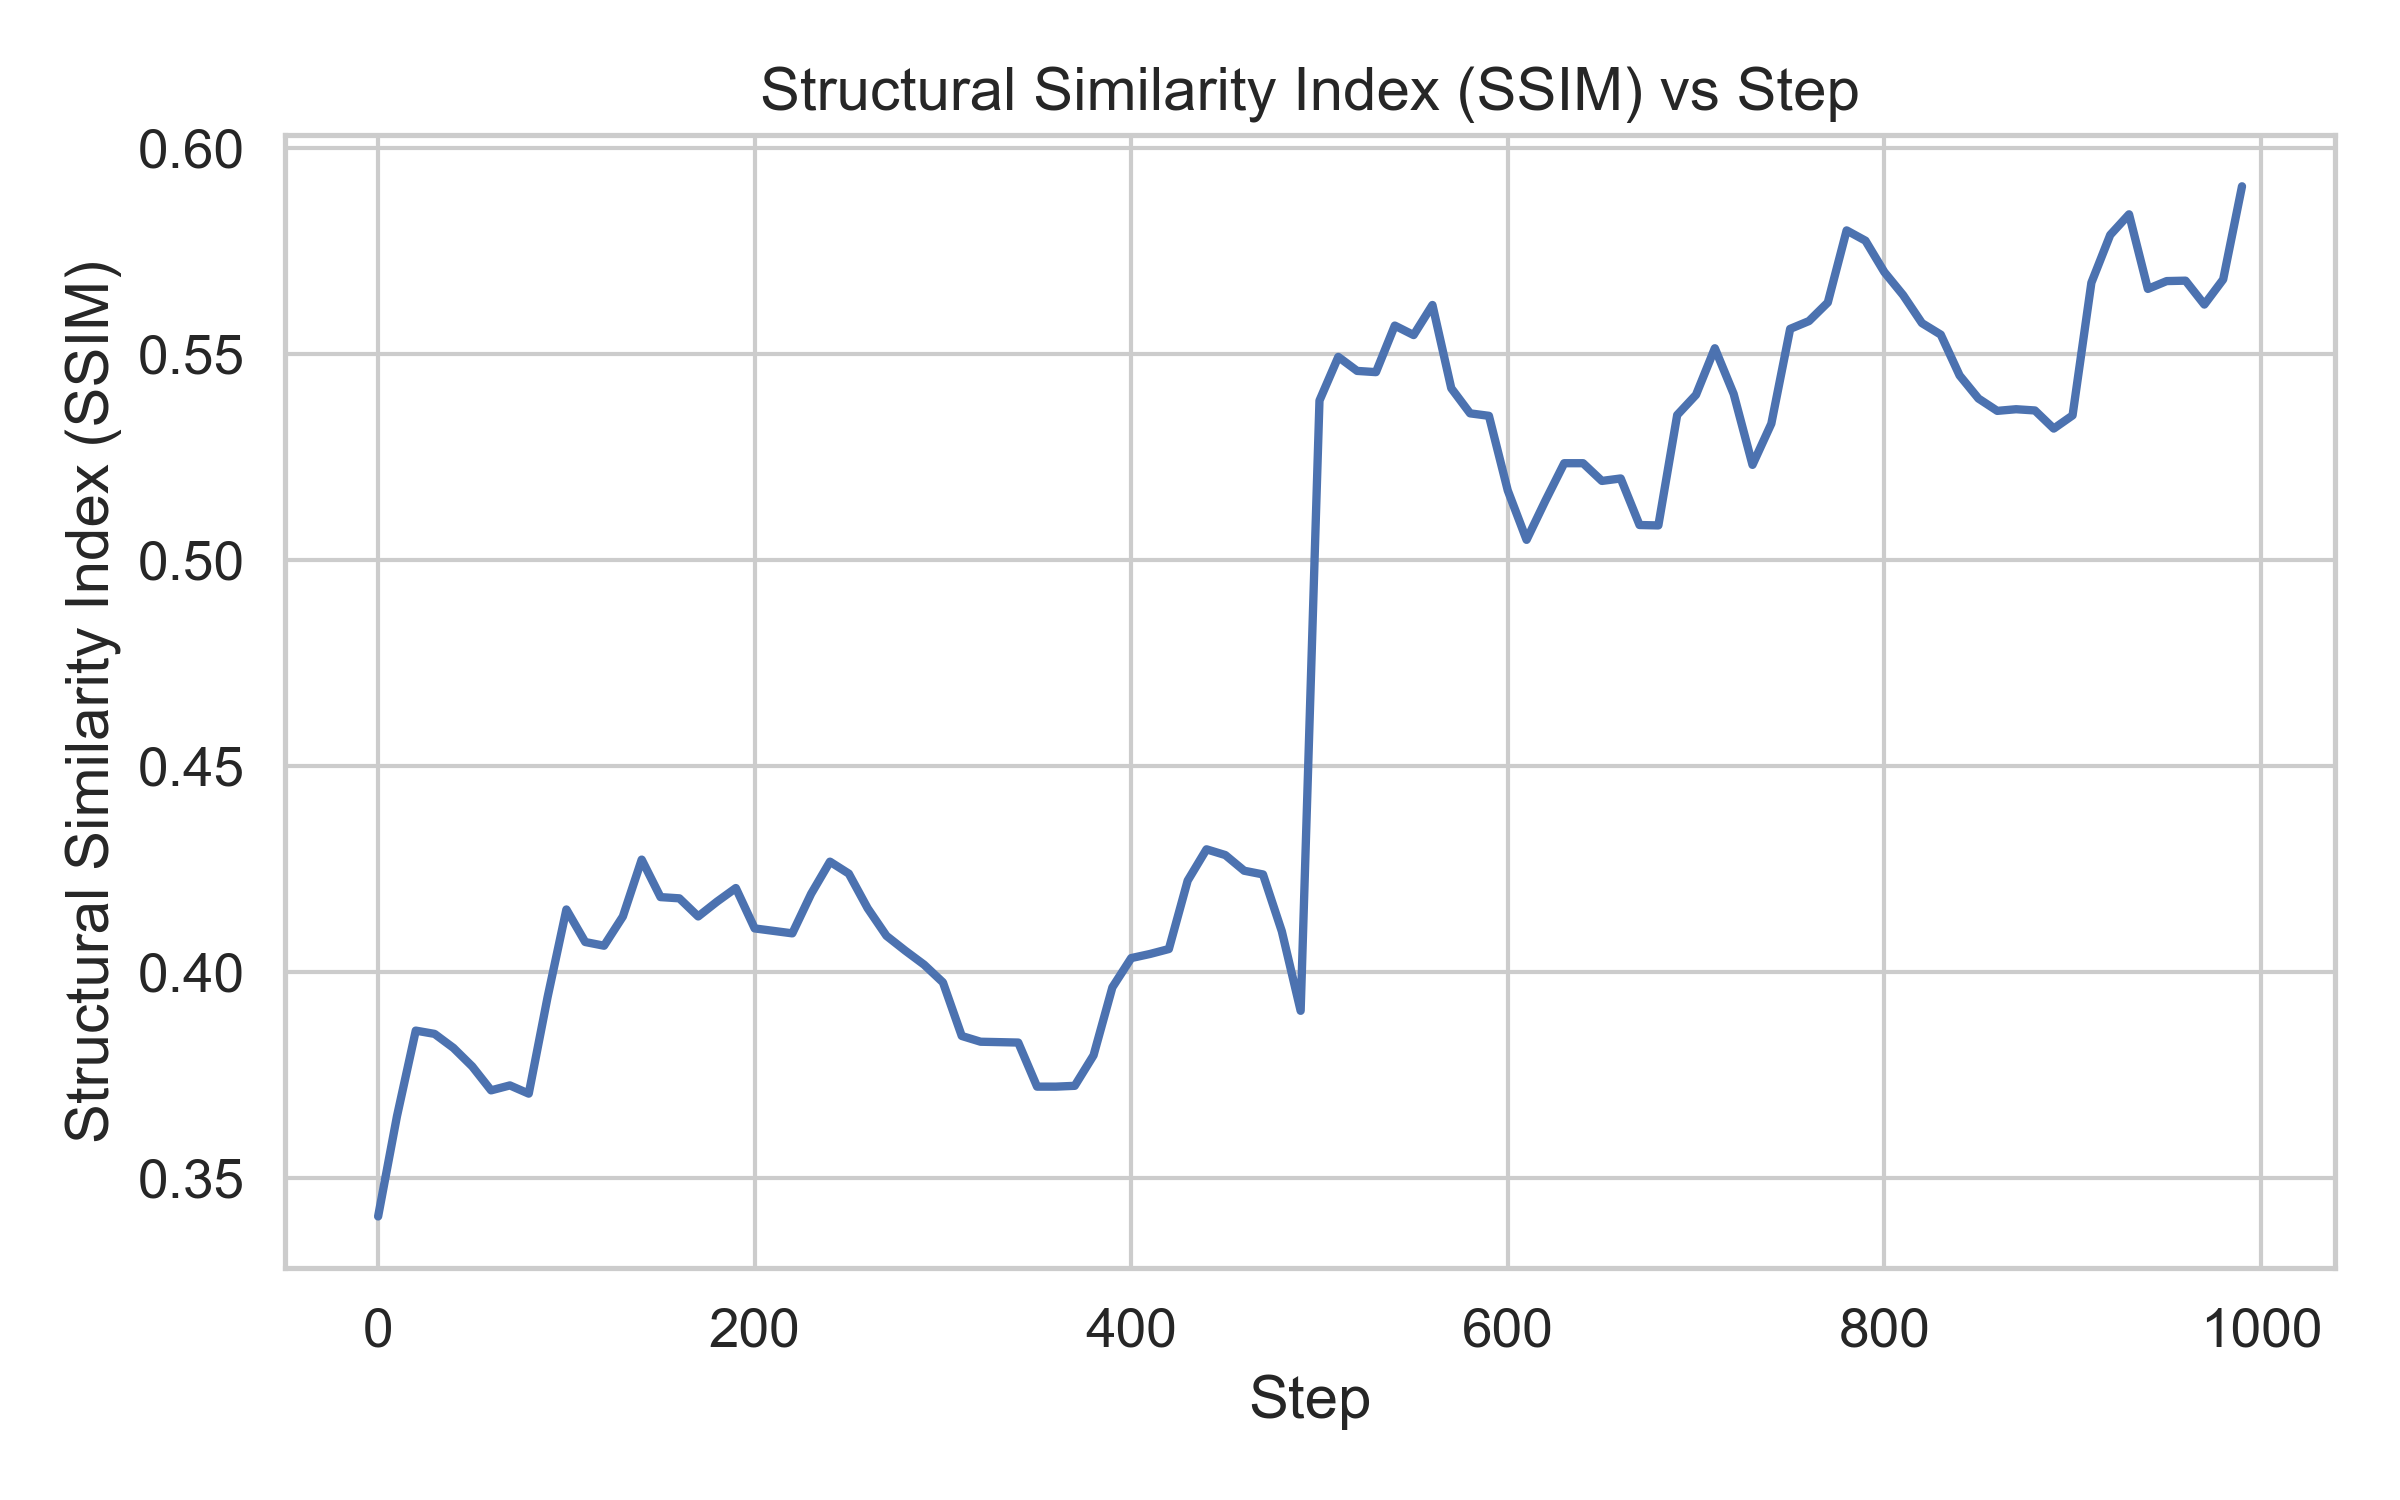 Structural Similarity Index (SSIM) vs Step
Structural Similarity Index (SSIM)
0.60
0.55
0.50
0.45
0.40
0.35
0 200 400 600 800 1000
Step